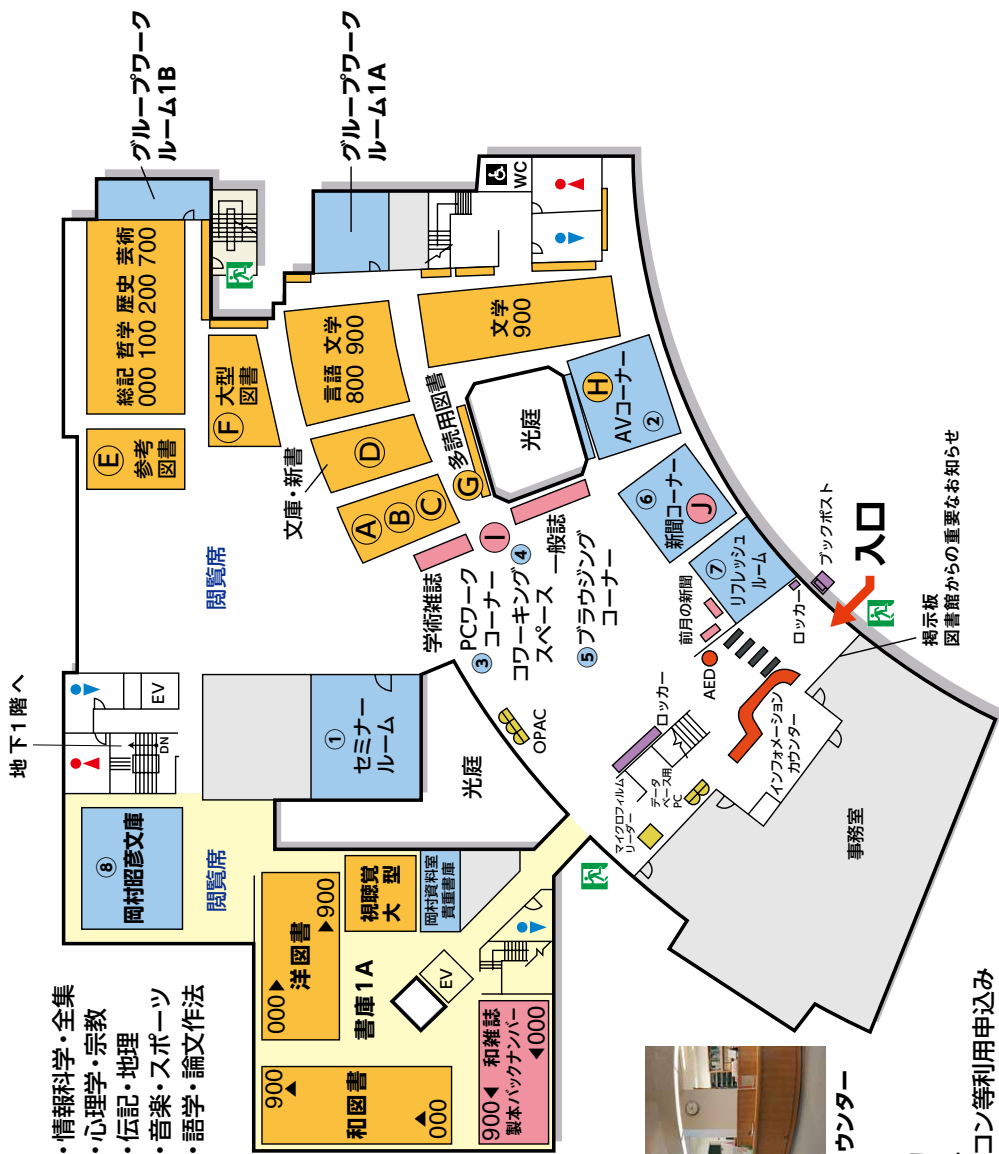 ・情報科学・全集
・心理学・宗教
・伝記・地理
・音楽・スポーツ
・語学・論文作法
地下1階へ
DN
EV
⑧
岡村昭彦文庫
閲覧席
①
セミナー
ルーム
光庭
000▶
洋図書
▶900
視聴覚
大 型
岡村資料室
貴重書庫
書庫1A
EV
900
▲
和図書
▲
000
900◀ 和雑誌
製本バックナンバー
◀000
閲覧席
総記 哲学 歴史 芸術
000 100 200 700
グループワーク
ルーム1B
Ⓔ
参考
図書
Ⓕ 大型
図書
グループワーク
ルーム1A
言語 文学
800 900
文庫・新書
Ⓓ
Ⓐ
Ⓑ
Ⓒ
Ⓖ 多読用図書
文学
900
WC
光庭
Ⓗ
AVコーナー
②
学術雑誌
Ⓘ
一般誌
③ PCワーク
コーナー
コワーキング ④
スペース
⑤ ブラウジング
コーナー
⑥
新聞コーナー
Ⓙ
⑦
リフレッシュ
ルーム
前月の新聞
AED
OPAC
ロッカー
マイクロフィルム
リーダー
データ
ベース用
PC
インフォメーション
カウンター
ロッカー
ブックポスト
入口
掲示板
図書館からの重要なお知らせ
事務室
ウンター
コン等利用申込み